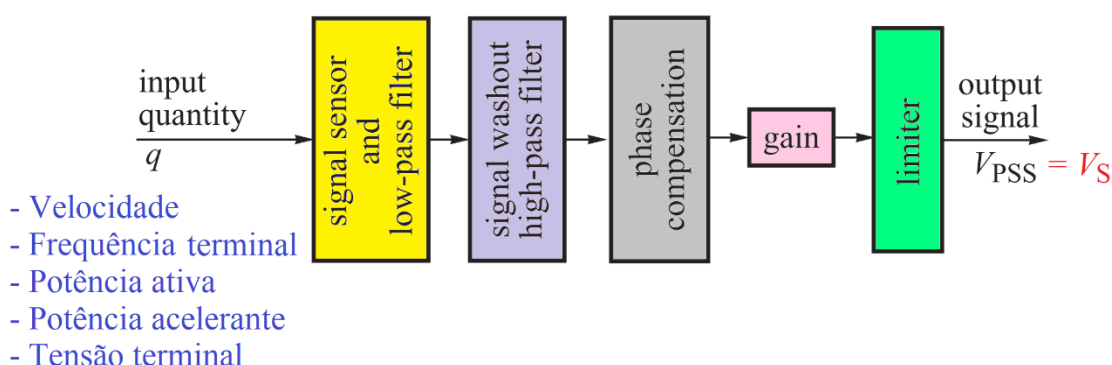 input
quantity
q
- Velocidade
- Frequência terminal
- Potência ativa
- Potência acelerante
- Tensão terminal
signal sensor
and
low-pass filter
signal washout
high-pass filter
phase
compensation
gain
limiter
output
signal
V_PSS = V_S